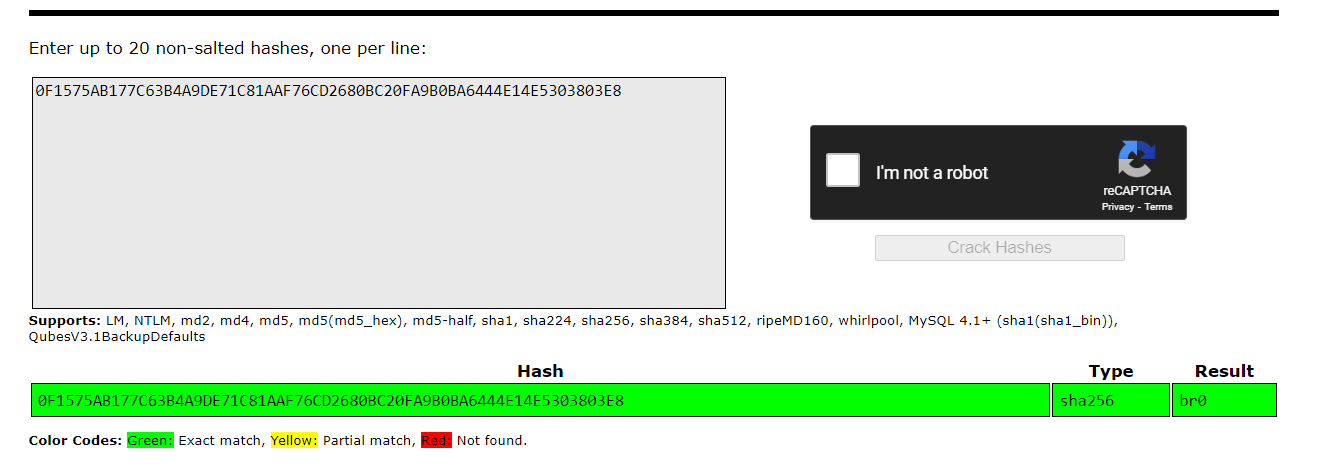 Enter up to 20 non-salted hashes, one per line:
0F1575AB177C63B4A9DE71C81AAF76CD2680BC20FA9B0BA6444E14E5303803E8
I'm not a robot
reCAPTCHA
Privacy - Terms
Crack Hashes
Supports: LM, NTLM, md2, md4, md5, md5(md5_hex), md5-half, sha1, sha224, sha256, sha384, sha512, ripeMD160, whirlpool, MySQL 4.1+ (sha1(sha1_bin)),
QubesV3.1BackupDefaults
Hash Type Result
0F1575AB177C63B4A9DE71C81AAF76CD2680BC20FA9B0BA6444E14E5303803E8 sha256 br0
Color Codes: Green: Exact match, Yellow: Partial match, Red: Not found.